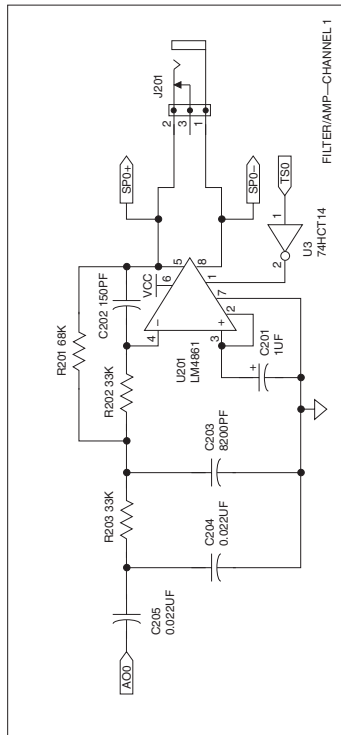 R201 68K
C202 150PF
SP0+
J201
2
3
1
VCC
R203 33K
R202 33K
4
–
6
5
8
3
+
2
7
1
U201
LM4861
SP0–
AO0
C205
0.022UF
C204
0.022UF
C203
8200PF
C201
1UF
+
2
1
TS0
U3
74HCT14
FILTER/AMP—CHANNEL 1